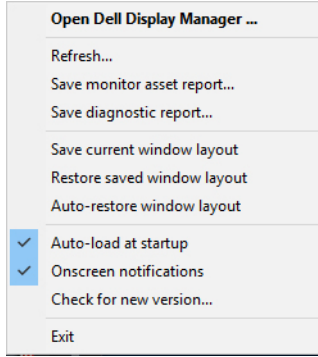 Open Dell Display Manager ...
Refresh...
Save monitor asset report...
Save diagnostic report...
Save current window layout
Restore saved window layout
Auto-restore window layout
Auto-load at startup
Onscreen notifications
Check for new version...
Exit